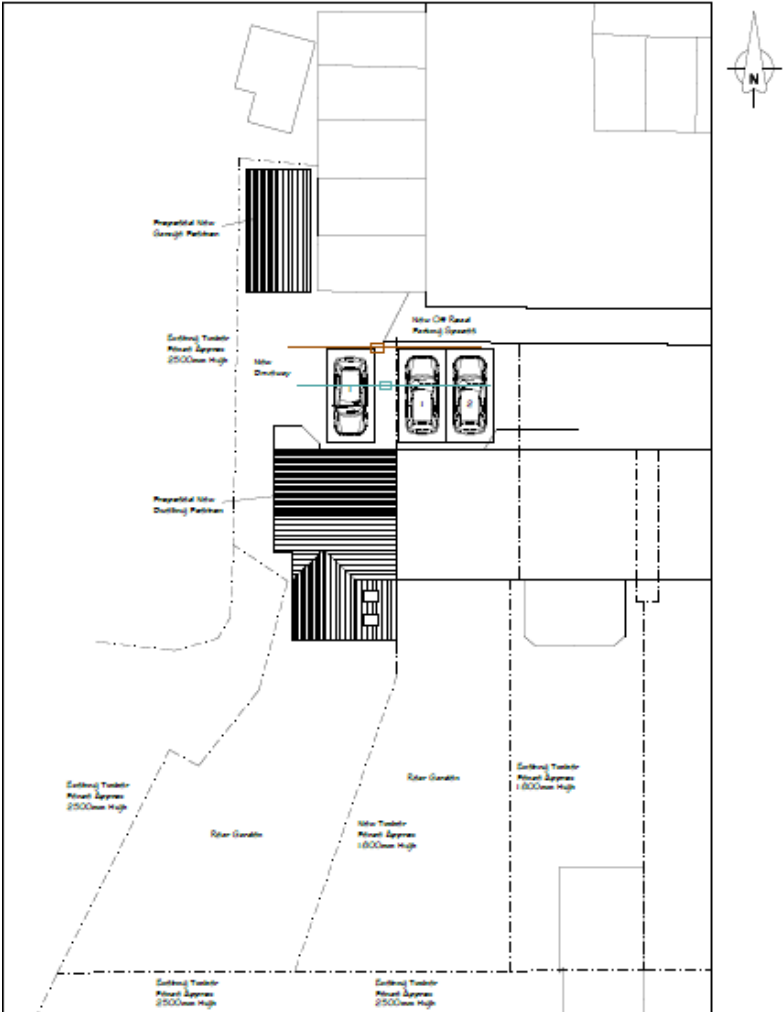 N
Proposed New
Garage Position
New Off Road
Parking Spaces
Existing Timber
Fence Approx
2500mm High
New
Driveway
1
1
2
Proposed New
Dwelling Position
Existing Timber
Fence Approx
2500mm High
Rear Garden
New Timber
Fence Approx
1800mm High
Rear Garden
Existing Timber
Fence Approx
1800mm High
Existing Timber
Fence Approx
2500mm High
Existing Timber
Fence Approx
2500mm High